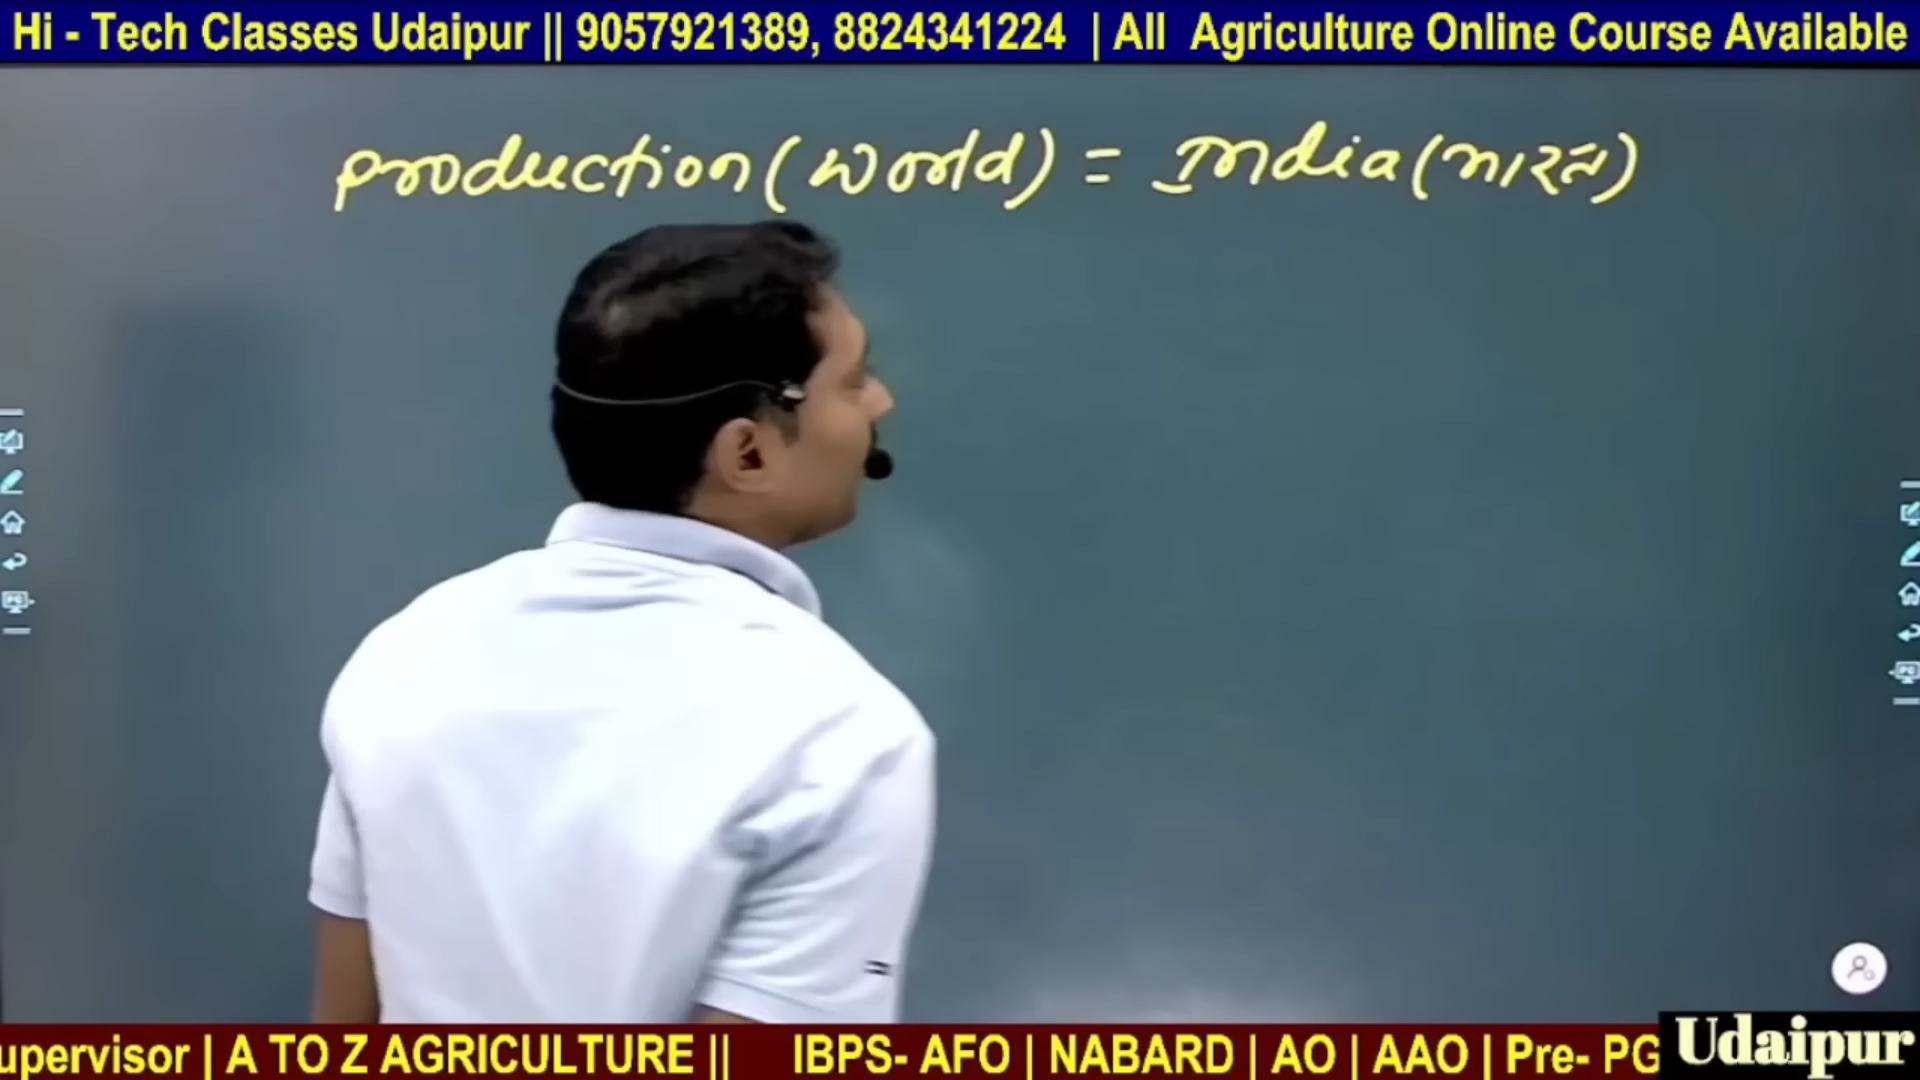 Hi - Tech Classes Udaipur || 9057921389, 8824341224 | All Agriculture Online Course Available
production (world) = India (भारत)
upervisor | A TO Z AGRICULTURE || IBPS- AFO | NABARD | AO | AAO | Pre- PG
Udaipur